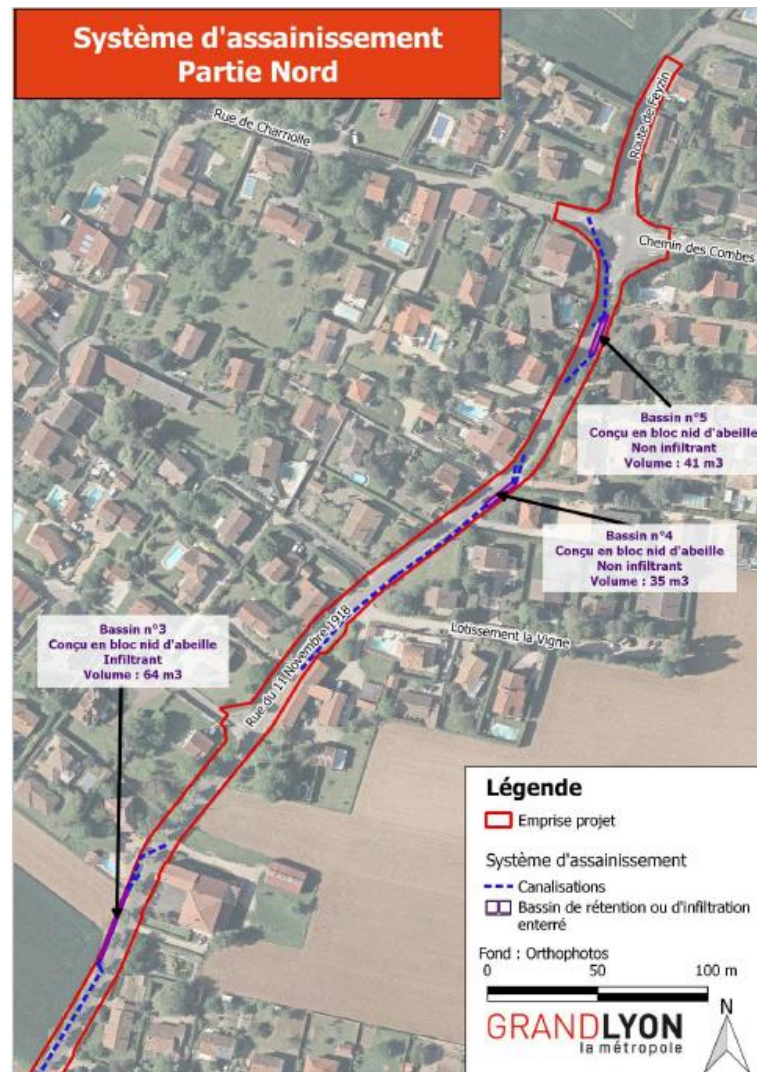 Système d'assainissement
Partie Nord
Rue de Charriolle
Route de Feyzin
Chemin des Combes
Bassin n°5
Conçu en bloc nid d'abeille
Non infiltrant
Volume : 41 m3
Bassin n°4
Conçu en bloc nid d'abeille
Non infiltrant
Volume : 35 m3
Bassin n°3
Conçu en bloc nid d'abeille
Infiltrant
Volume : 64 m3
Lotissement la Vigne
Rue du 11 Novembre 1918
Légende
Emprise projet
Système d'assainissement
Canalisations
Bassin de rétention ou d'infiltration
enterré
Fond : Orthophotos
0 50 100 m
N
GRANDLYON
la métropole